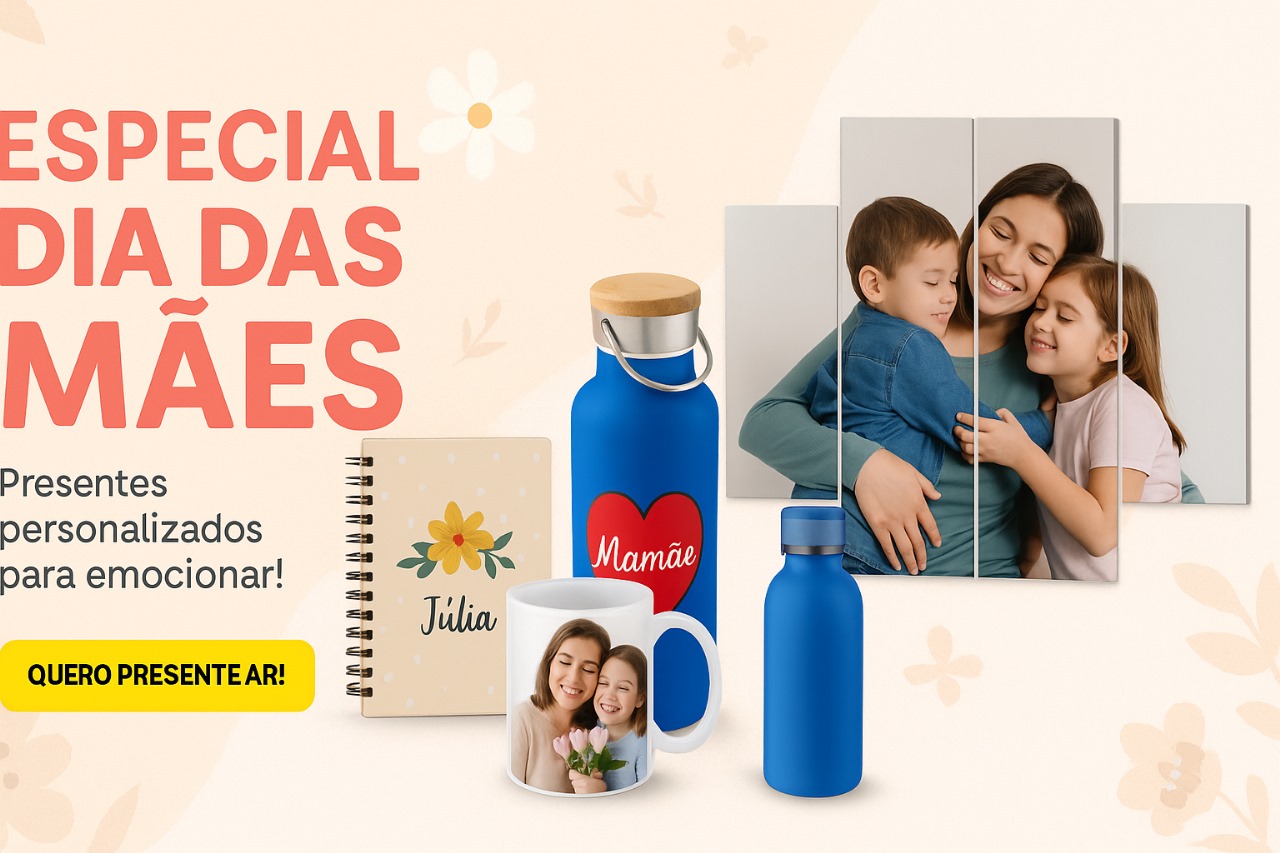 ESPECIAL
DIA DAS
MÃES
Presentes
personalizados
para emocionar!
QUERO PRESENTE AR!
Júlia
Mamãe